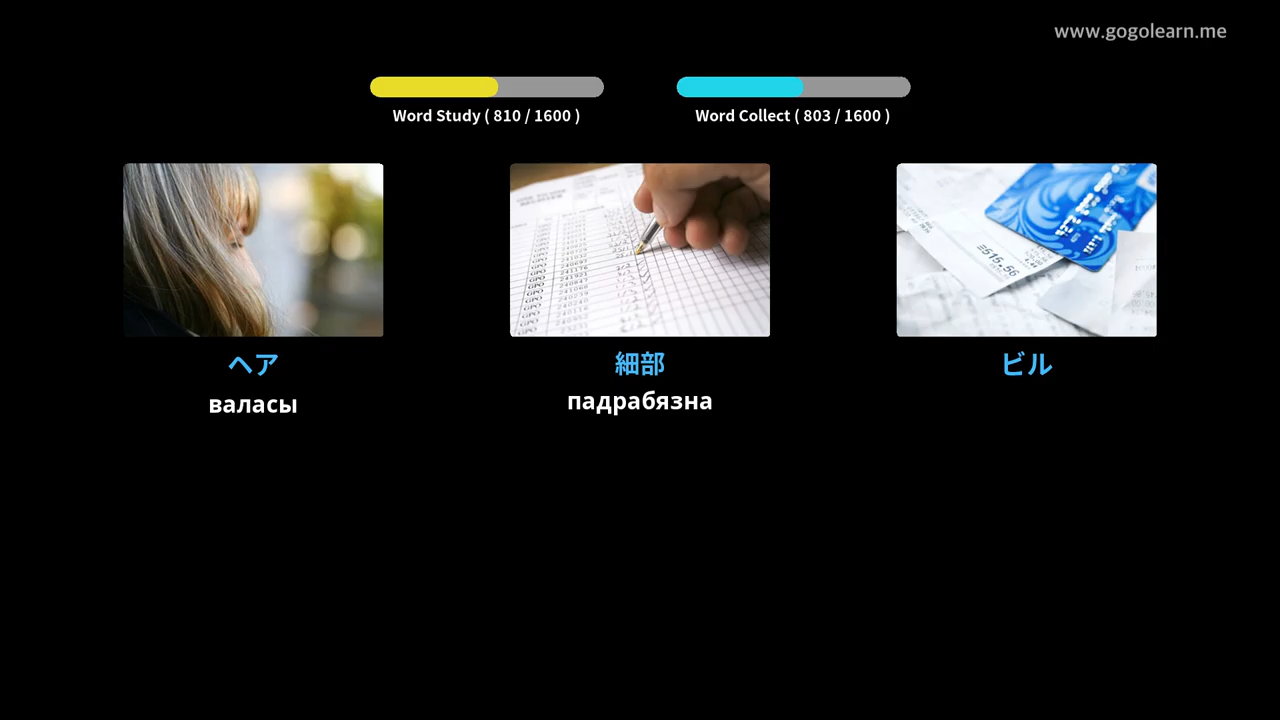 www.gogolearn.me
Word Study ( 810 / 1600 )
Word Collect ( 803 / 1600 )
ヘア
細部
ビル
валасы
падрабязна